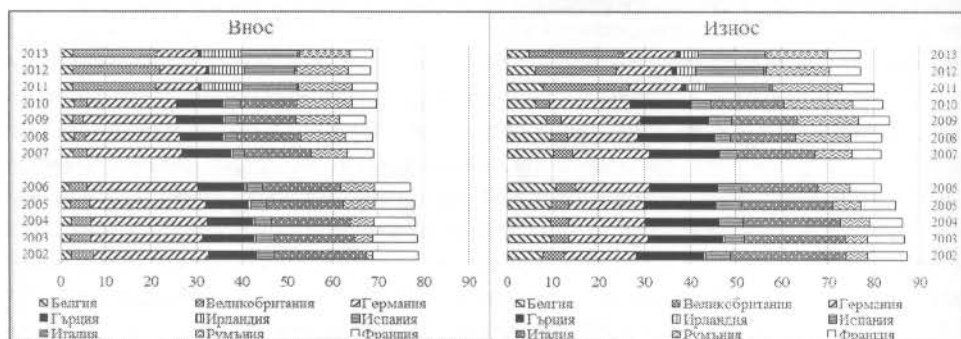 Внос
2013
2012
2011
2010
2009
2008
2007
2006
2005
2004
2003
2002
0 10 20 30 40 50 60 70 80 90
Белгия Великобритания Германия
Гърция Ирландия Испания
Италия Румъния Франция
Износ
2013
2012
2011
2010
2009
2008
2007
2006
2005
2004
2003
2002
0 10 20 30 40 50 60 70 80 90
Белгия Великобритания Германия
Гърция Ирландия Испания
Италия Румъния Франция